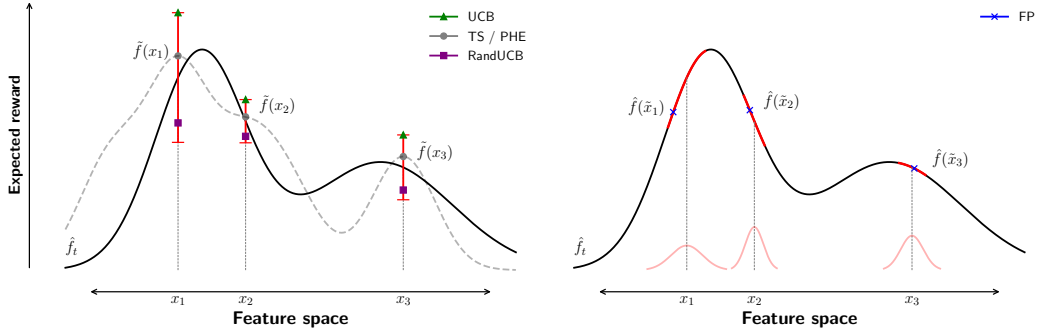 UCB
TS / PHE
RandUCB
Expected reward
f̃(x₁)
f̃(x₂)
f̃(x₃)
f̂ₜ
x₁
x₂
x₃
Feature space
FP
f̂(x̃₁)
f̂(x̃₂)
f̂(x̃₃)
f̂ₜ
x₁
x₂
x₃
Feature space